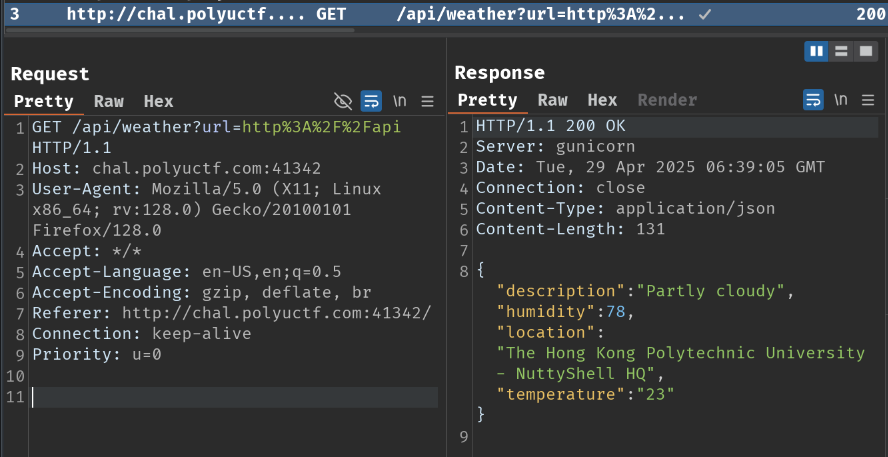 3 http://chal.polyuctf.... GET /api/weather?url=http%3A%2... ✓ 200
Request
Pretty Raw Hex \n
1 GET /api/weather?url=http%3A%2F%2Fapi
HTTP/1.1
2 Host: chal.polyuctf.com:41342
3 User-Agent: Mozilla/5.0 (X11; Linux
x86_64; rv:128.0) Gecko/20100101
Firefox/128.0
4 Accept: */*
5 Accept-Language: en-US,en;q=0.5
6 Accept-Encoding: gzip, deflate, br
7 Referer: http://chal.polyuctf.com:41342/
8 Connection: keep-alive
9 Priority: u=0
10
11
Response
Pretty Raw Hex Render \n
1 HTTP/1.1 200 OK
2 Server: gunicorn
3 Date: Tue, 29 Apr 2025 06:39:05 GMT
4 Connection: close
5 Content-Type: application/json
6 Content-Length: 131
7
8 {
"description":"Partly cloudy",
"humidity":78,
"location":
"The Hong Kong Polytechnic University
- NuttyShell HQ",
"temperature":"23"
}
9